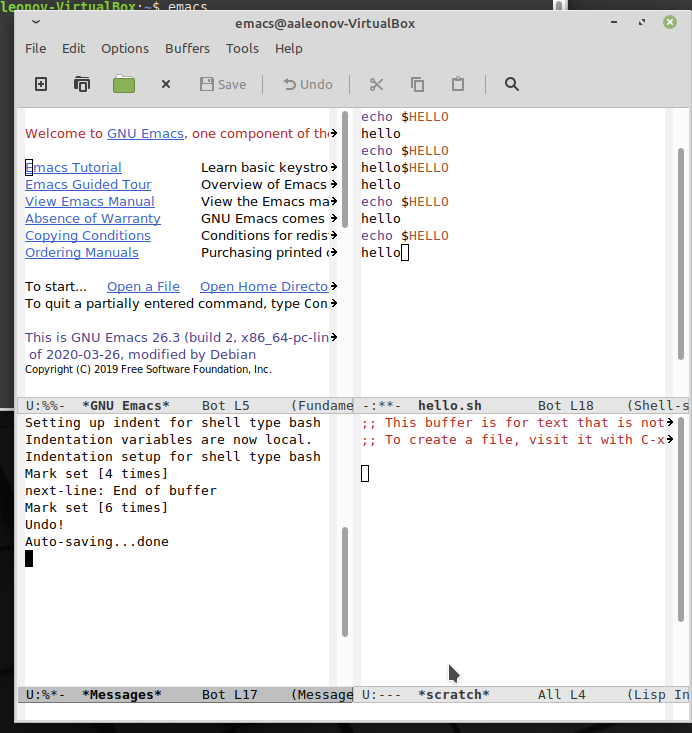 leonov-VirtualBox:~$ emacs
emacs@aaleonov-VirtualBox
File Edit Options Buffers Tools Help
Save Undo
Welcome to GNU Emacs, one component of the
Emacs Tutorial Learn basic keystro
Emacs Guided Tour Overview of Emacs
View Emacs Manual View the Emacs ma
Absence of Warranty GNU Emacs comes
Copying Conditions Conditions for redis
Ordering Manuals Purchasing printed c
To start... Open a File Open Home Directo
To quit a partially entered command, type Con
This is GNU Emacs 26.3 (build 2, x86_64-pc-lin
of 2020-03-26, modified by Debian
Copyright (C) 2019 Free Software Foundation, Inc.
U:%%- *GNU Emacs* Bot L5 (Fundame
echo $HELLO
hello
echo $HELLO
hello$HELLO
hello
echo $HELLO
hello
echo $HELLO
hello
-:**- hello.sh Bot L18 (Shell-s
Setting up indent for shell type bash
Indentation variables are now local.
Indentation setup for shell type bash
Mark set [4 times]
next-line: End of buffer
Mark set [6 times]
Undo!
Auto-saving...done
U:%*- *Messages* Bot L17 (Message
;; This buffer is for text that is not
;; To create a file, visit it with C-x
U:--- *scratch* All L4 (Lisp In